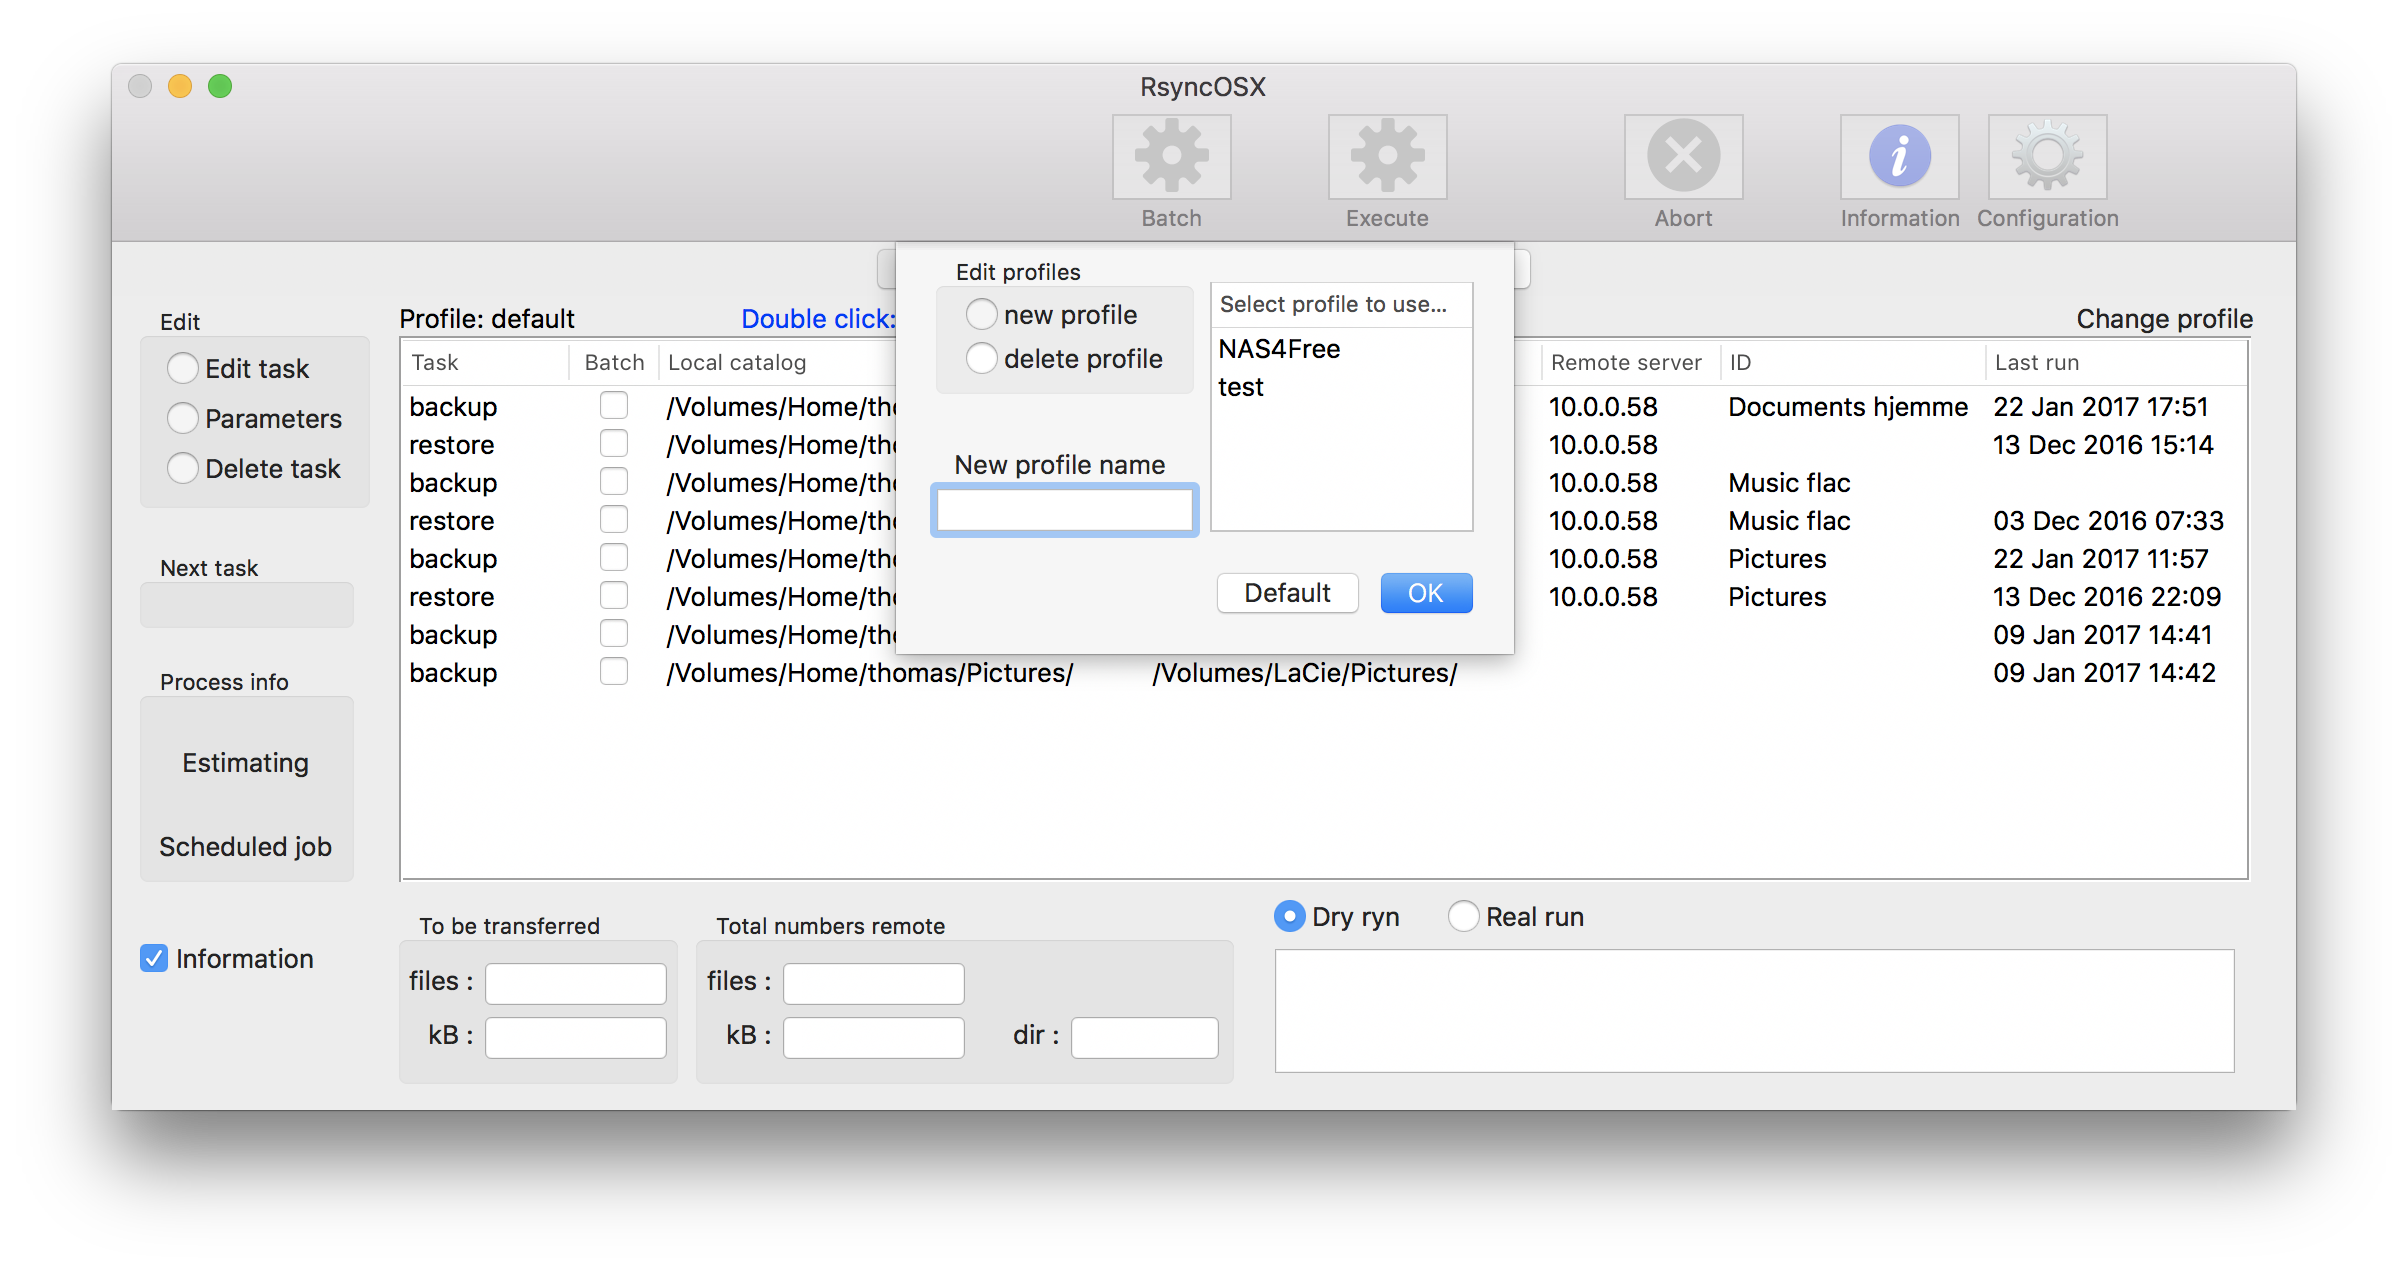 RsyncOSX
Batch
Execute
Abort
Information
Configuration
Edit
Edit task
Parameters
Delete task
Next task
Process info
Estimating
Scheduled job
Information
Profile: default
Double click:
Change profile
Task Batch Local catalog Remote server ID Last run
backup /Volumes/Home/ 10.0.0.58 Documents hjemme 22 Jan 2017 17:51
restore /Volumes/Home/ 10.0.0.58 13 Dec 2016 15:14
backup /Volumes/Home/ 10.0.0.58 Music flac
restore /Volumes/Home/ 10.0.0.58 Music flac 03 Dec 2016 07:33
backup /Volumes/Home/ 10.0.0.58 Pictures 22 Jan 2017 11:57
restore /Volumes/Home/ 10.0.0.58 Pictures 13 Dec 2016 22:09
backup /Volumes/Home/ 09 Jan 2017 14:41
backup /Volumes/Home/thomas/Pictures/ /Volumes/LaCie/Pictures/ 09 Jan 2017 14:42
Edit profiles
new profile
delete profile
New profile name
Select profile to use...
NAS4Free
test
Default
OK
To be transferred
files :
kB :
Total numbers remote
files :
kB :
dir :
Dry ryn
Real run